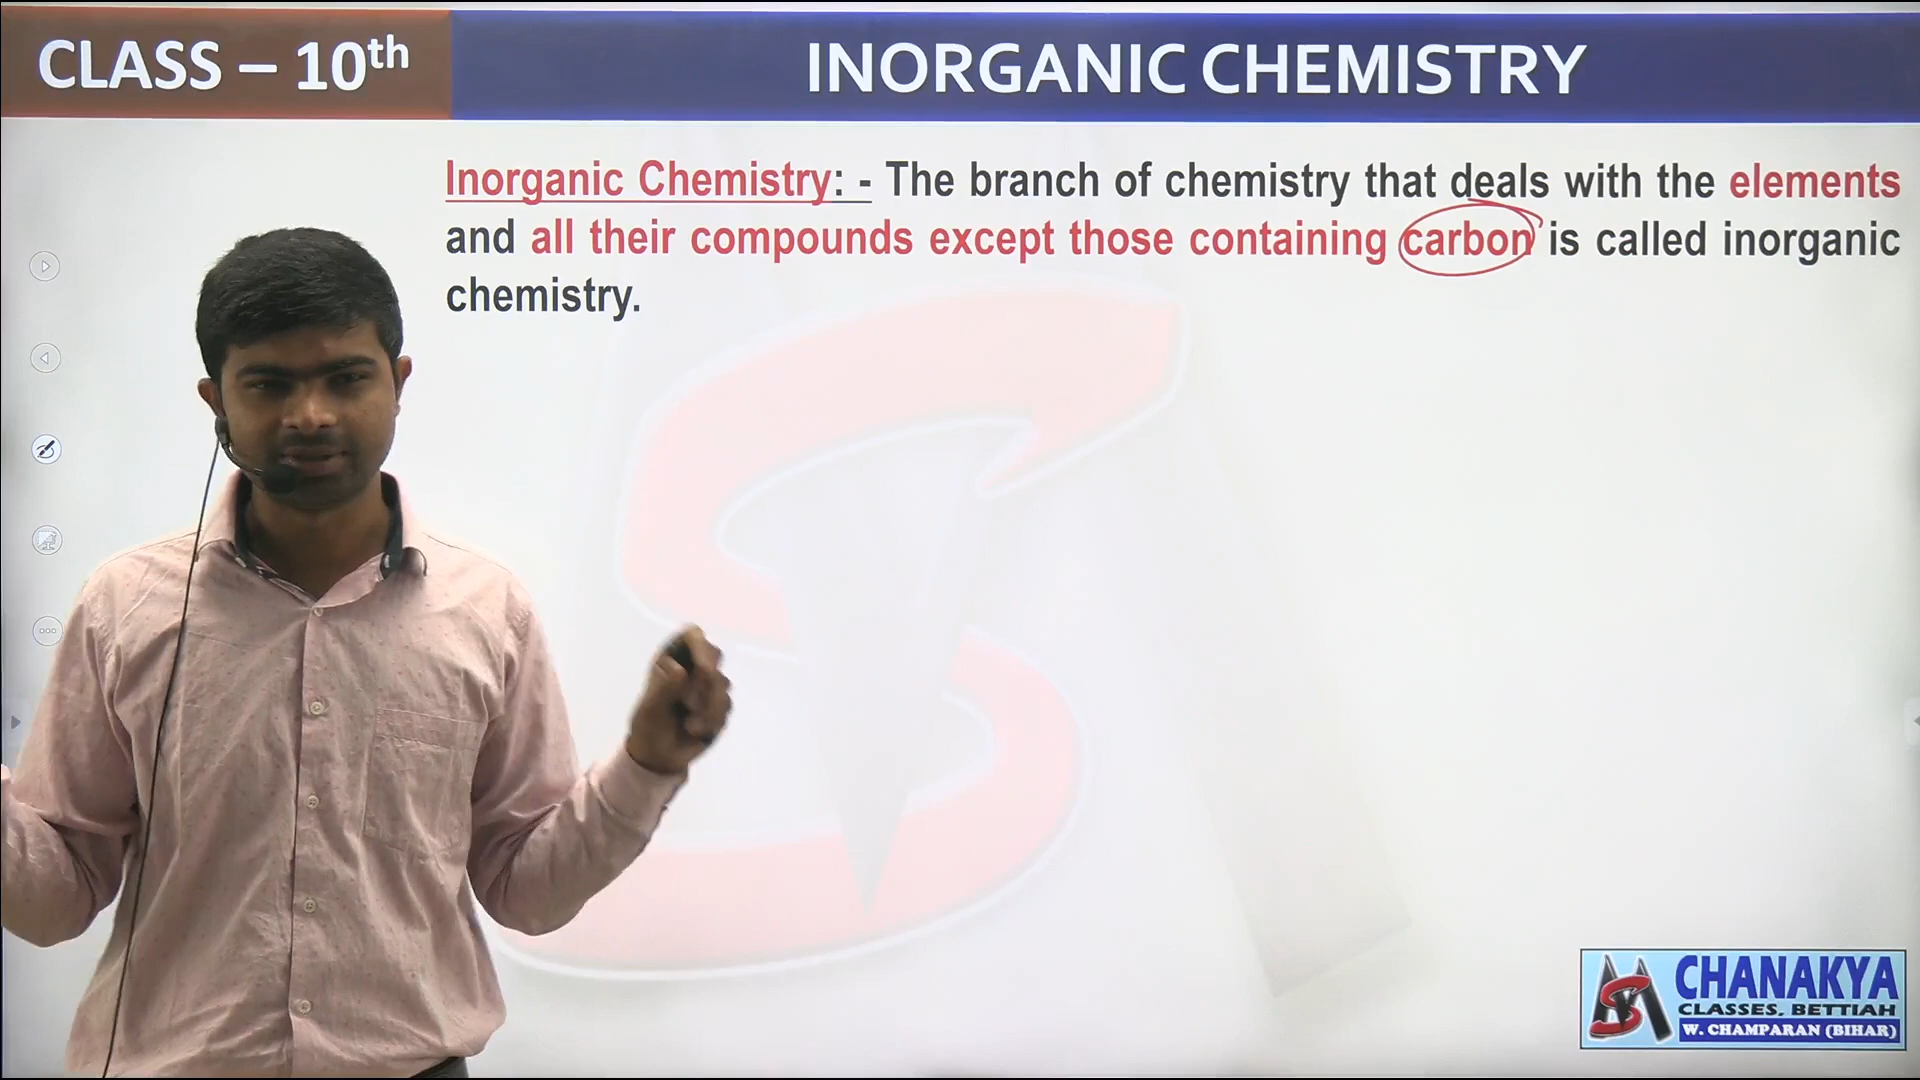 CLASS – 10th
INORGANIC CHEMISTRY
Inorganic Chemistry: - The branch of chemistry that deals with the elements
and all their compounds except those containing carbon is called inorganic
chemistry.
CHANAKYA
CLASSES, BETTIAH
W. CHAMPARAN (BIHAR)